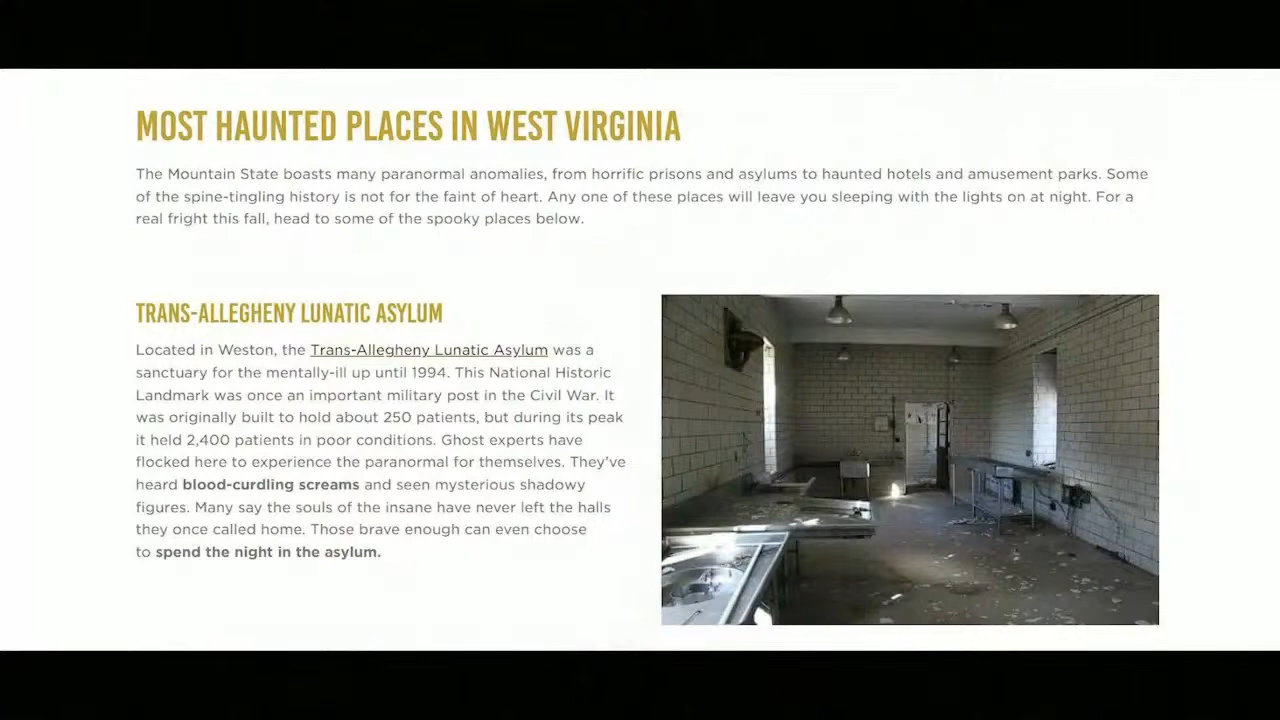 MOST HAUNTED PLACES IN WEST VIRGINIA
The Mountain State boasts many paranormal anomalies, from horrific prisons and asylums to haunted hotels and amusement parks. Some
of the spine-tingling history is not for the faint of heart. Any one of these places will leave you sleeping with the lights on at night. For a
real fright this fall, head to some of the spooky places below.
TRANS-ALLEGHENY LUNATIC ASYLUM
Located in Weston, the Trans-Allegheny Lunatic Asylum was a
sanctuary for the mentally-ill up until 1994. This National Historic
Landmark was once an important military post in the Civil War. It
was originally built to hold about 250 patients, but during its peak
it held 2,400 patients in poor conditions. Ghost experts have
flocked here to experience the paranormal for themselves. They've
heard blood-curdling screams and seen mysterious shadowy
figures. Many say the souls of the insane have never left the halls
they once called home. Those brave enough can even choose
to spend the night in the asylum.